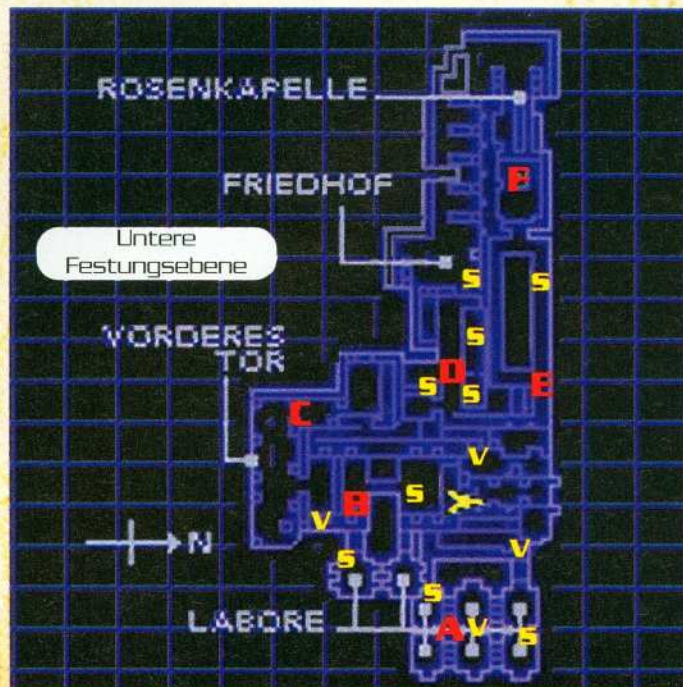 ROSENKAPELLE
F
FRIEDHOF
Untere
Festungsebene
S
S
VORDERES
TOR
S
D
S
S
E
C
V
S
B
V
N
V
S
S
LABORE
A
V
S